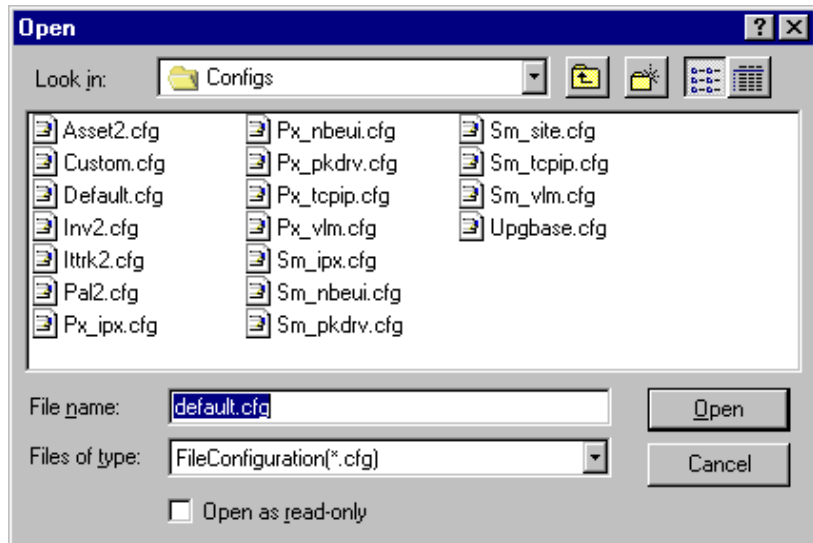 Open
Look in: Configs
Asset2.cfg Px_nbeui.cfg Sm_site.cfg
Custom.cfg Px_pkdrv.cfg Sm_tcpip.cfg
Default.cfg Px_tcpip.cfg Sm_vlm.cfg
Inv2.cfg Px_vlm.cfg Upgbase.cfg
Ittrk2.cfg Sm_ipx.cfg
Pal2.cfg Sm_nbeui.cfg
Px_ipx.cfg Sm_pkdrv.cfg
File name: default.cfg Open
Files of type: FileConfiguration(*.cfg) Cancel
Open as read-only